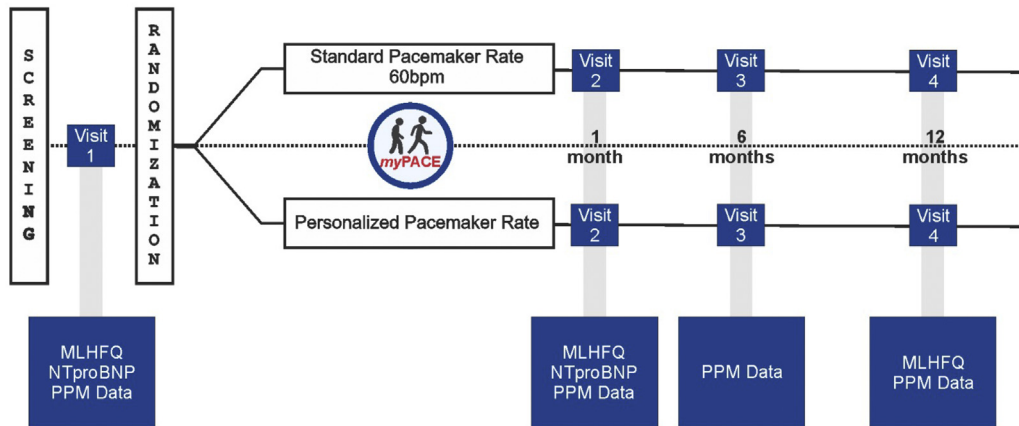 SCREENING
Visit
1
RANDOMIZATION
Standard Pacemaker Rate
60bpm
myPACE
Personalized Pacemaker Rate
Visit
2
Visit
3
Visit
4
1
month
6
months
12
months
Visit
2
Visit
3
Visit
4
MLHFQ
NTproBNP
PPM Data
MLHFQ
NTproBNP
PPM Data
PPM Data
MLHFQ
PPM Data